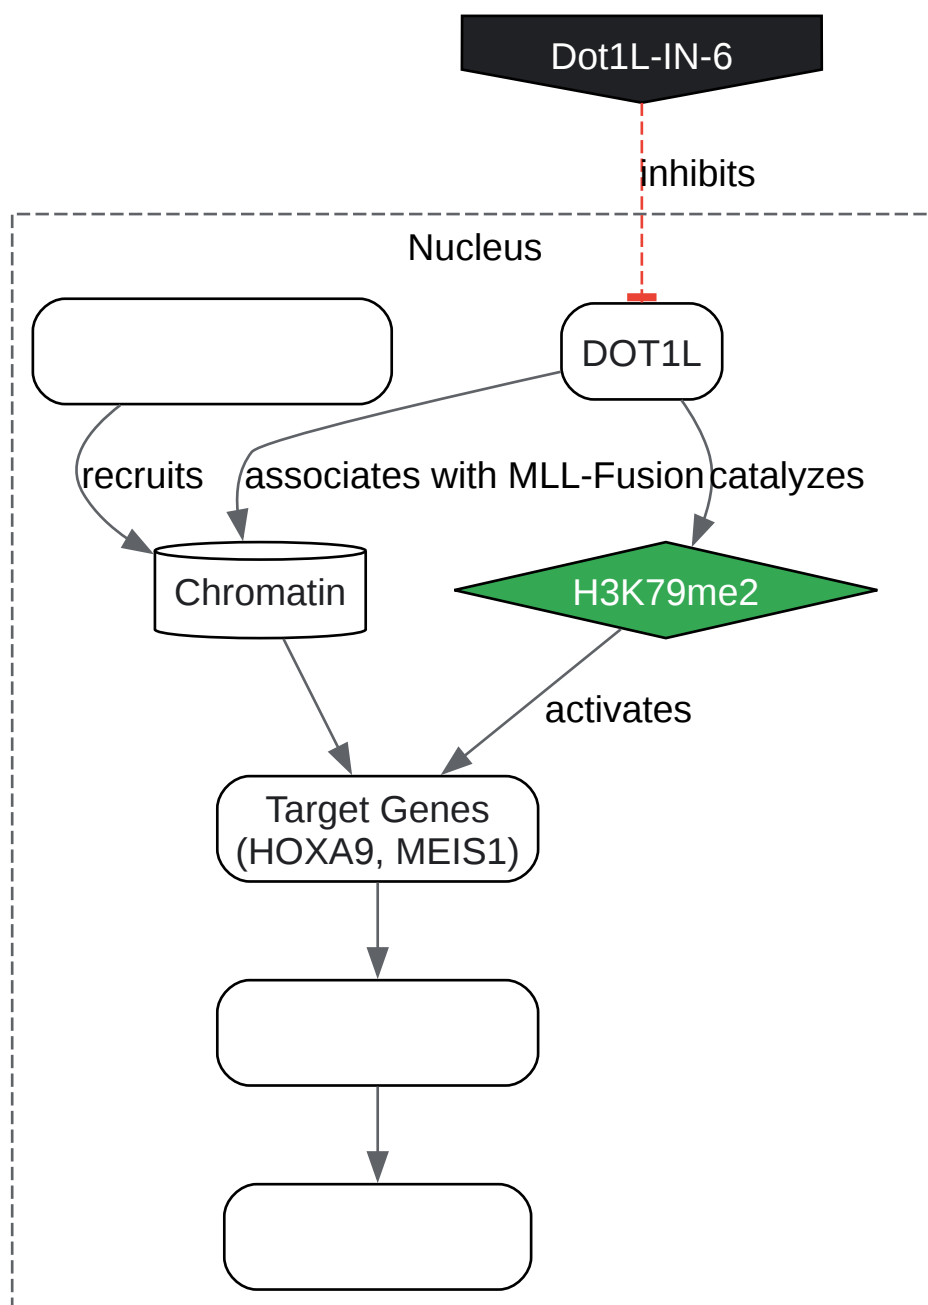 Dot1L-IN-6
inhibits
Nucleus
DOT1L
recruits
associates with MLL-Fusion
catalyzes
Chromatin
H3K79me2
activates
Target Genes
(HOXA9, MEIS1)